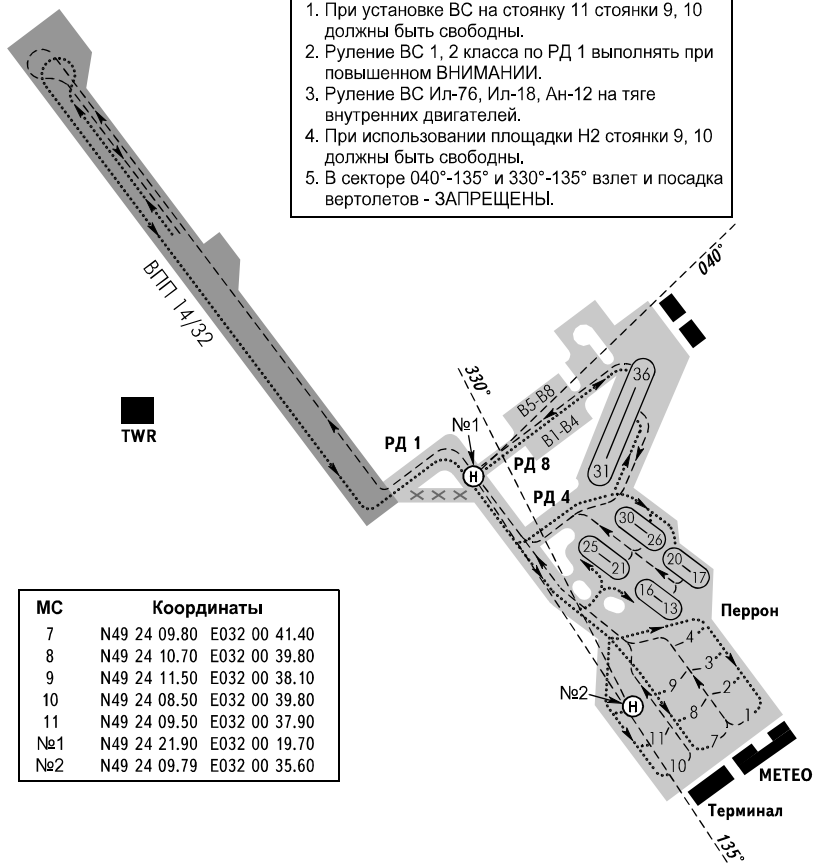 1. При установке ВС на стоянку 11 стоянки 9, 10
должны быть свободны.
2. Руление ВС 1, 2 класса по РД 1 выполнять при
повышенном ВНИМАНИИ.
3. Руление ВС Ил-76, Ил-18, Ан-12 на тяге
внутренних двигателей.
4. При использовании площадки Н2 стоянки 9, 10
должны быть свободны.
5. В секторе 040°-135° и 330°-135° взлет и посадка
вертолетов - ЗАПРЕЩЕНЫ.
040°
ВПП 14/32
330°
36
B5-B8
B1-B4
TWR
№1
РД 1
H
РД 8
31
РД 4
30
26
25
21
20
17
16
13
Перрон
4
3
9
2
№2
H
8
1
11
7
10
METEO
Терминал
135°
МС Координаты
7 N49 24 09.80 E032 00 41.40
8 N49 24 10.70 E032 00 39.80
9 N49 24 11.50 E032 00 38.10
10 N49 24 08.50 E032 00 39.80
11 N49 24 09.50 E032 00 37.90
№1 N49 24 21.90 E032 00 19.70
№2 N49 24 09.79 E032 00 35.60